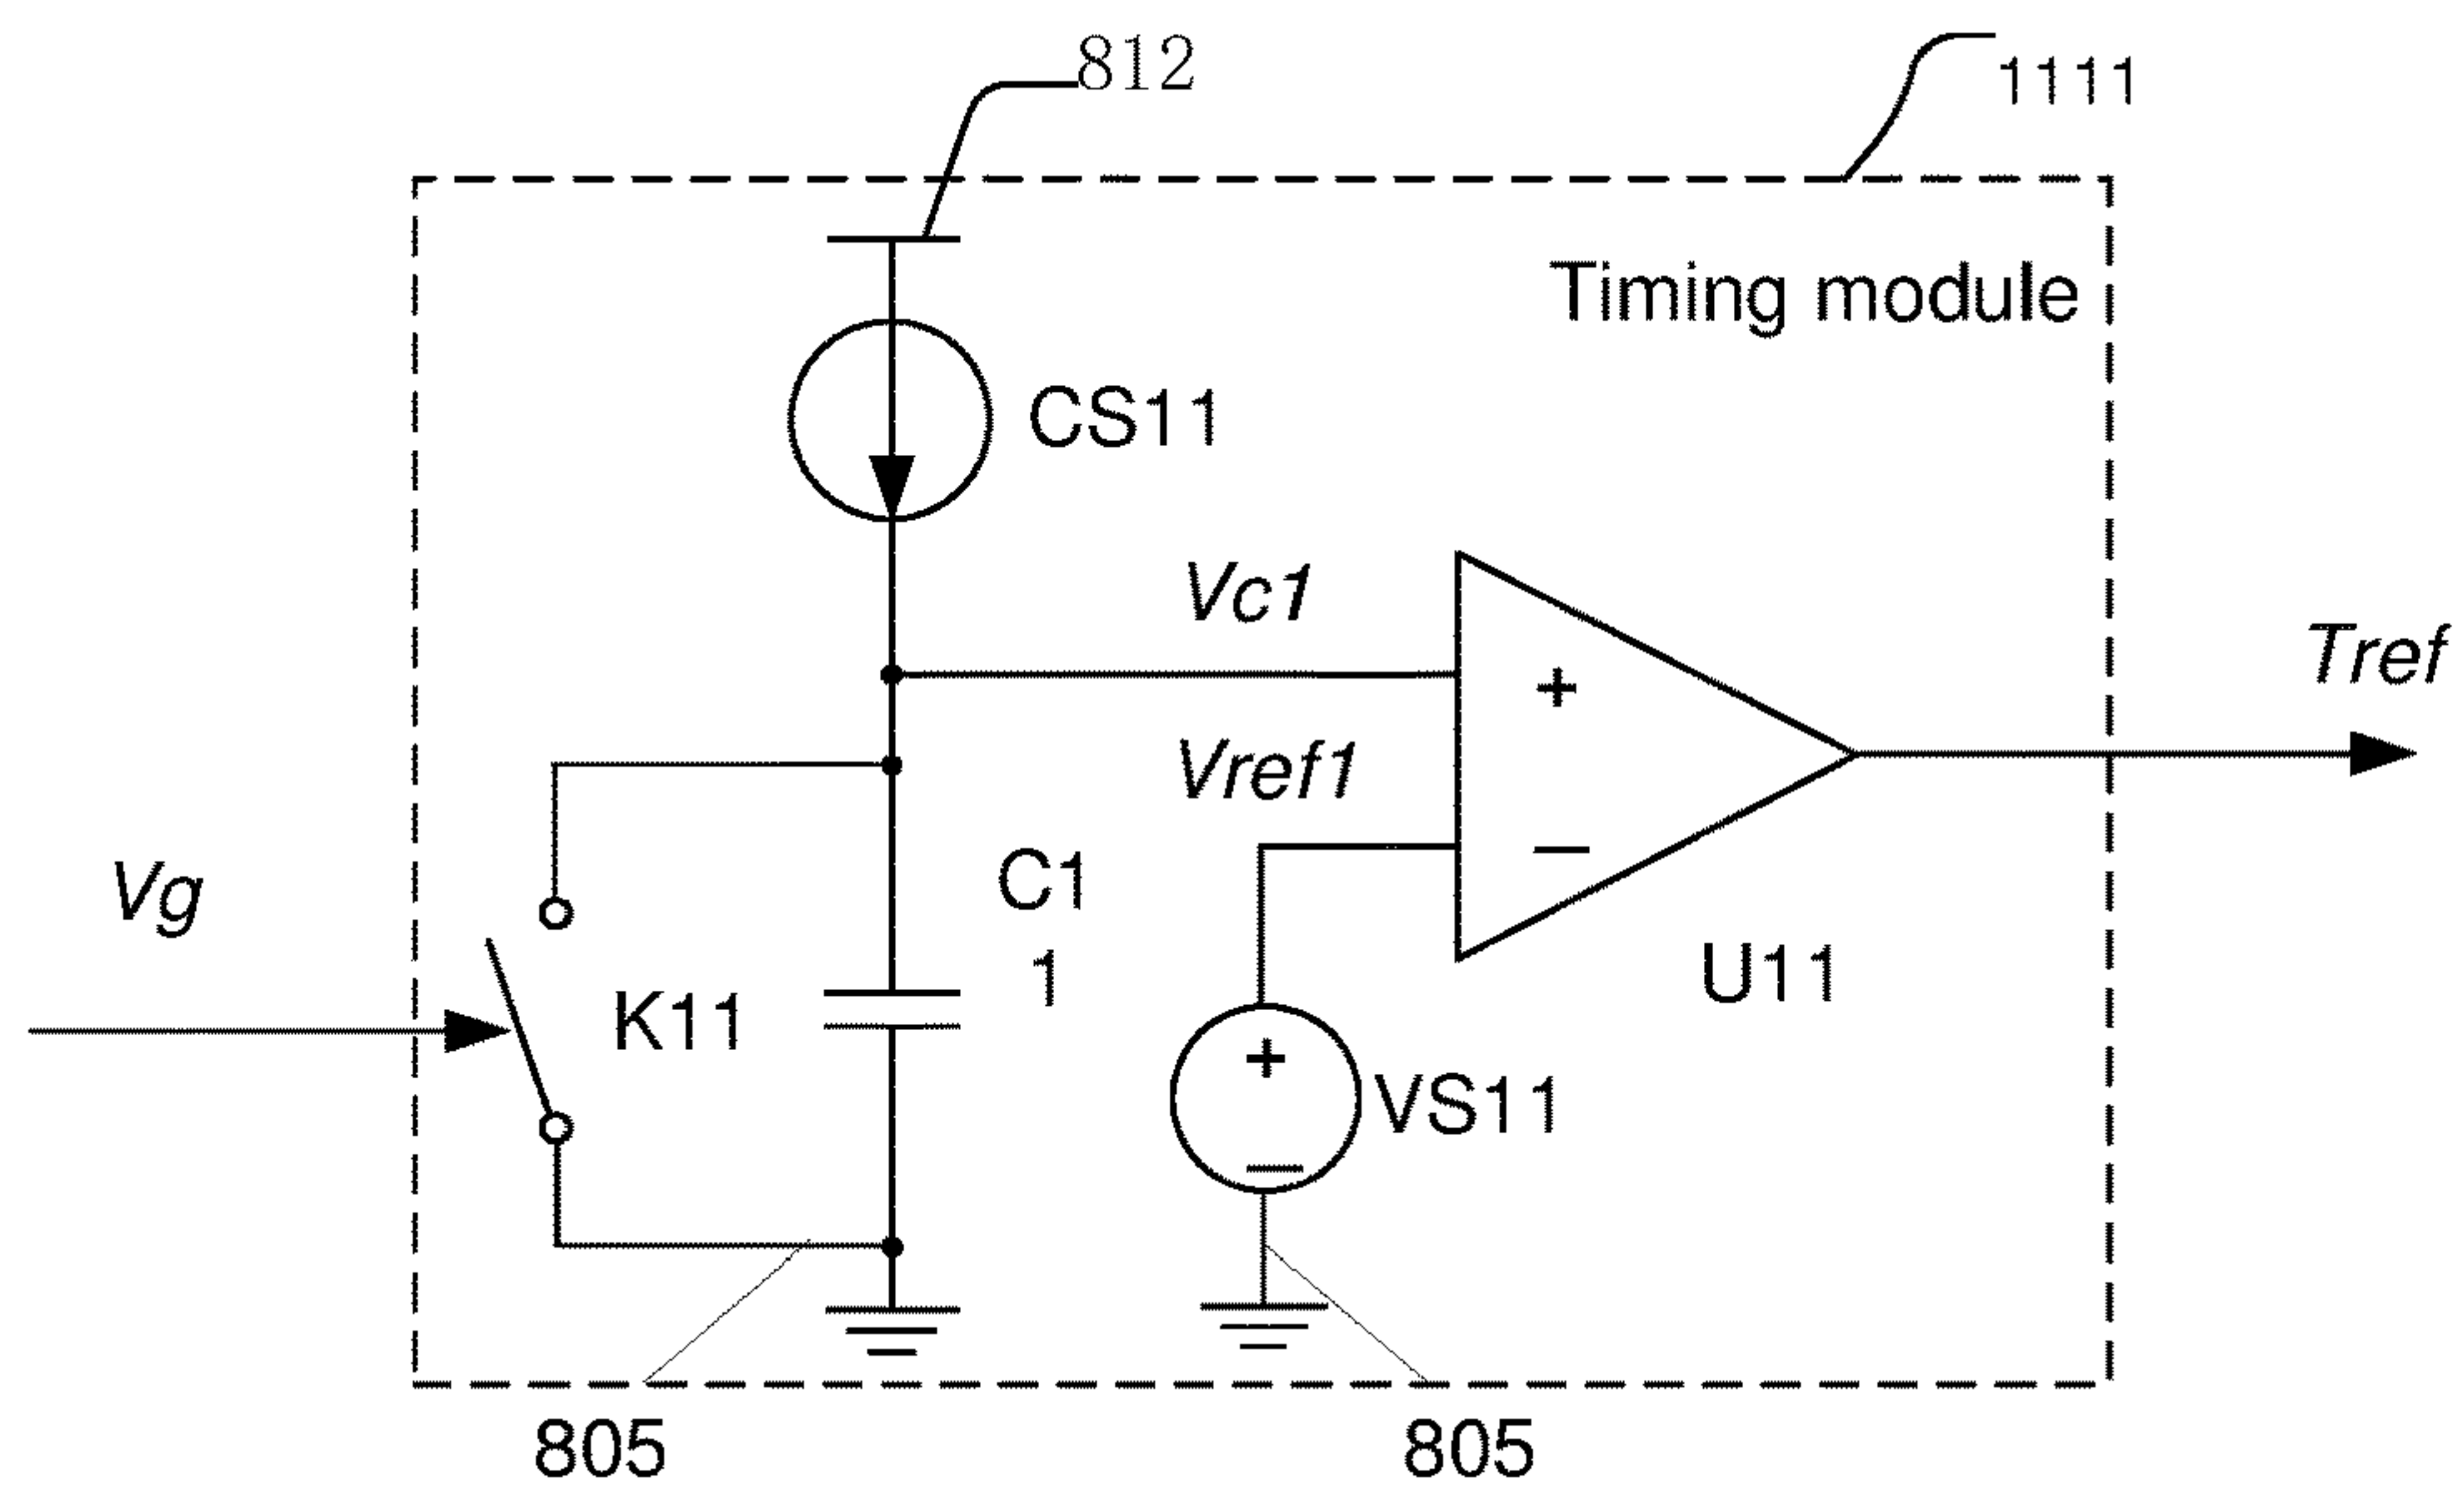 812
1111
Timing module
CS11
Vc1
Tref
+
Vref1
Vg
C1
1
−
U11
K11
+
VS11
−
805
805